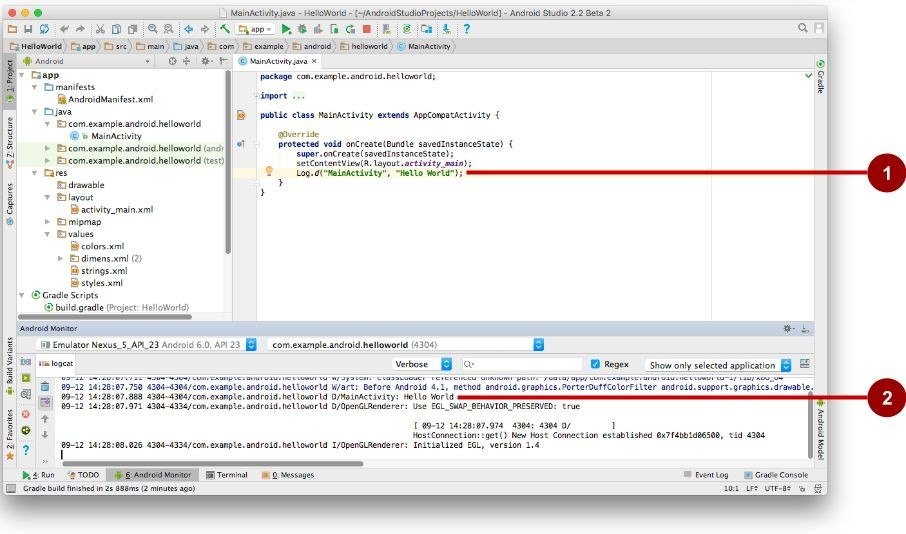 MainActivity.java - HelloWorld - [~/AndroidStudioProjects/HelloWorld] - Android Studio 2.2 Beta 2
app
HelloWorld app src main java com example android helloworld MainActivity
Android
MainActivity.java
1: Project
Z: Structure
Captures
Build Variants
2: Favorites
app
manifests
AndroidManifest.xml
java
com.example.android.helloworld
MainActivity
com.example.android.helloworld (andr
com.example.android.helloworld (test)
res
drawable
layout
activity_main.xml
mipmap
values
colors.xml
dimens.xml (2)
strings.xml
styles.xml
Gradle Scripts
build.gradle (Project: HelloWorld)
package com.example.android.helloworld;
import ...
public class MainActivity extends AppCompatActivity {
@Override
protected void onCreate(Bundle savedInstanceState) {
super.onCreate(savedInstanceState);
setContentView(R.layout.activity_main);
Log.d("MainActivity", "Hello World");
}
}
Gradle
1
Android Monitor
Emulator Nexus_5_API_23 Android 6.0, API 23
com.example.android.helloworld (4304)
logcat
Verbose
Regex
Show only selected application
09-12 14:28:07.750 4304-4304/com.example.android.helloworld W/art: Before Android 4.1, method android.graphics.PorterDuffColorFilter android.support.graphics.drawable.
09-12 14:28:07.888 4304-4304/com.example.android.helloworld D/MainActivity: Hello World
09-12 14:28:07.971 4304-4334/com.example.android.helloworld D/OpenGLRenderer: Use EGL_SWAP_BEHAVIOR_PRESERVED: true
[ 09-12 14:28:07.974 4304: 4304 D/ ]
HostConnection::get() New Host Connection established 0x7f4bb1d06500, tid 4304
09-12 14:28:08.026 4304-4334/com.example.android.helloworld I/OpenGLRenderer: Initialized EGL, version 1.4
2
Android Model
4: Run
TODO
6: Android Monitor
Terminal
0: Messages
Event Log
Gradle Console
Gradle build finished in 2s 888ms (2 minutes ago)
10:1 LF UTF-8